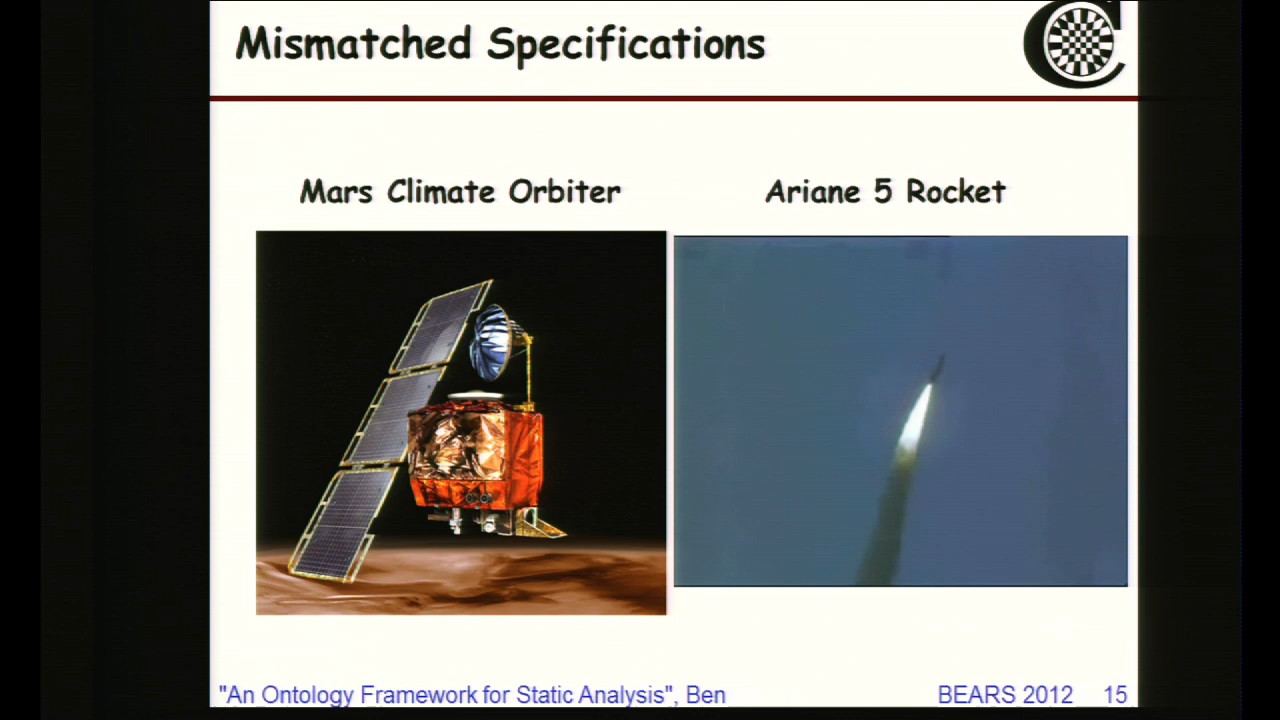 Mismatched Specifications
Mars Climate Orbiter
Ariane 5 Rocket
"An Ontology Framework for Static Analysis", Ben
BEARS 2012 15